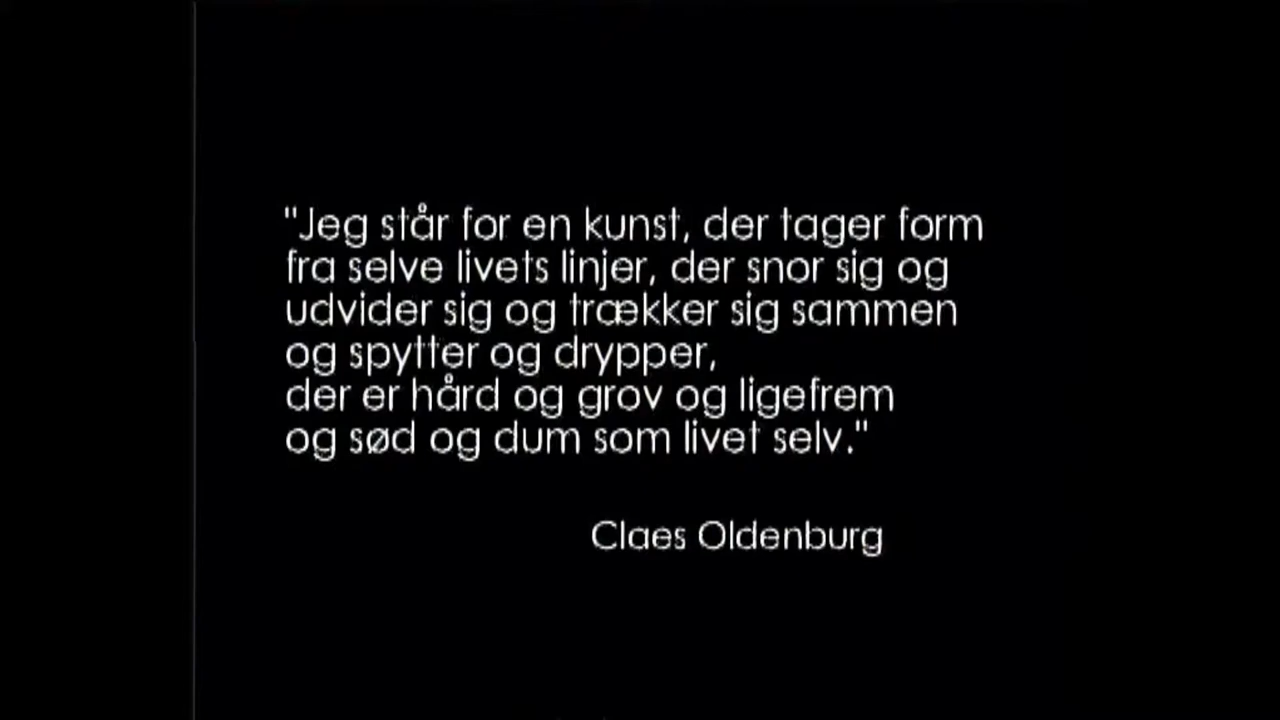 "Jeg står for en kunst, der tager form
fra selve livets linjer, der snor sig og
udvider sig og trækker sig sammen
og spytter og drypper,
der er hård og grov og ligefrem
og sød og dum som livet selv."
Claes Oldenburg